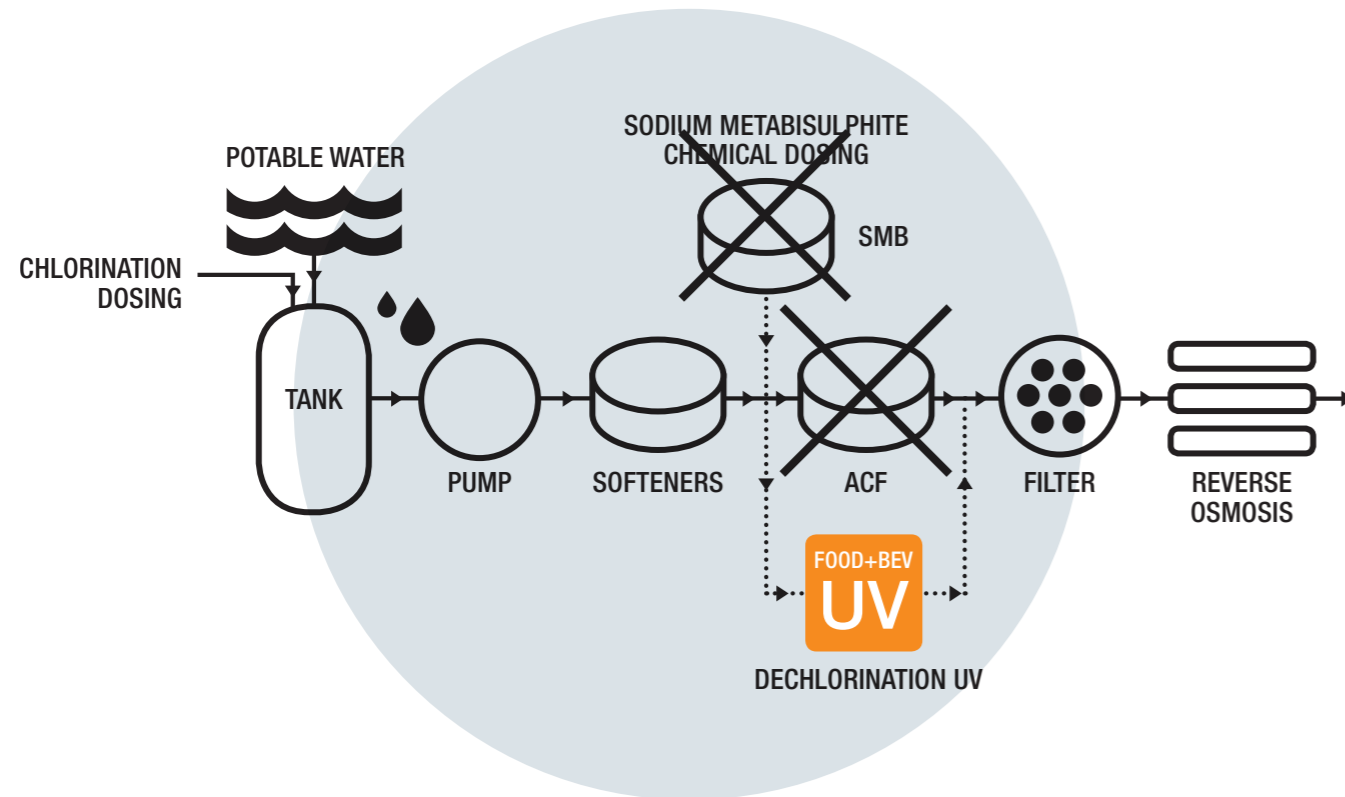 SODIUM METABISULPHITE
CHEMICAL DOSING
POTABLE WATER
SMB
CHLORINATION
DOSING
TANK
PUMP
SOFTENERS
ACF
FILTER
REVERSE
OSMOSIS
FOOD+BEV
UV
DECHLORINATION UV